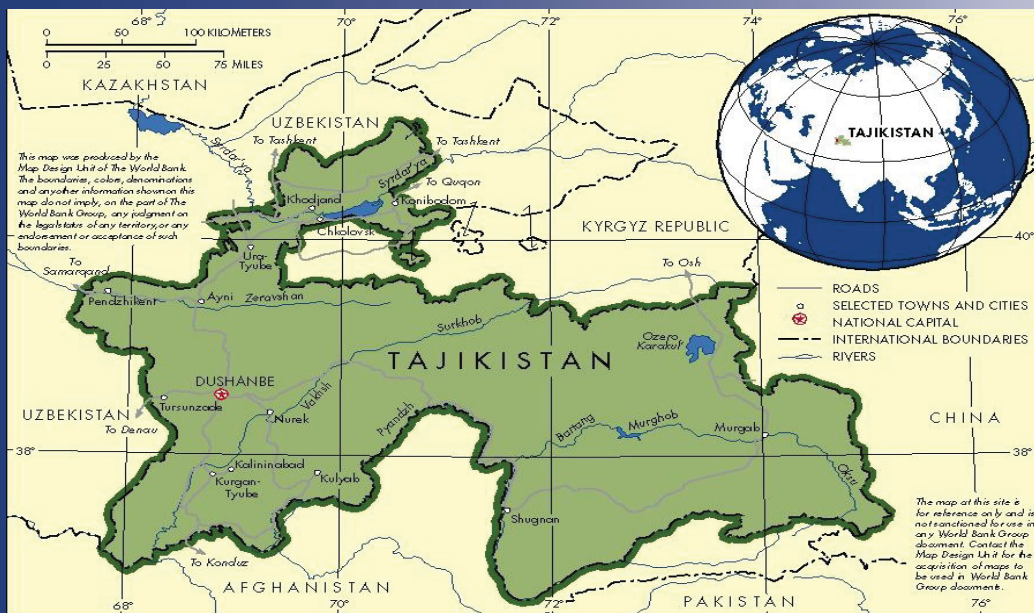 68°
70°
72°
74°
76°
0 50 100 KILOMETERS
0 25 50 75 MILES
KAZAKHSTAN
UZBEKISTAN
To Tashkent
To Tashkent
Syrdar'ya
Syrdar'ya
TAJIKISTAN
This map was produced by the
Map Design Unit of The World Bank.
The boundaries, colors, denominations
and any other information shown on this
map do not imply, on the part of The
World Bank Group, any judgment on
the legal status of any territory, or any
endorsement or acceptance of such
boundaries.
To Quqon
Khodjand
Konibodom
Chkolovsk
KYRGYZ REPUBLIC
40°
Ura-
Tyube
To
Samarqand
To Osh
Pendzhikent
Ayni
Zeravshan
ROADS
SELECTED TOWNS AND CITIES
NATIONAL CAPITAL
INTERNATIONAL BOUNDARIES
RIVERS
Surkhob
Ozero
Karakul'
TAJIKISTAN
DUSHANBE
Tursunzade
Vakhsh
Nurek
Pyandzh
UZBEKISTAN
To Denau
CHINA
Bartang
Murghob
Murgab
38°
38°
Kalininabad
Kurgan-
Tyube
Kulyab
Oksu
Shugnan
The map at this site is
for reference only and is
not sanctioned for use in
any World Bank Group
document. Contact the
Map Design Unit for the
acquisition of maps to
be used in World Bank
Group documents.
To Konduz
AFGHANISTAN
PAKISTAN
68°
70°
72°
74°
76°